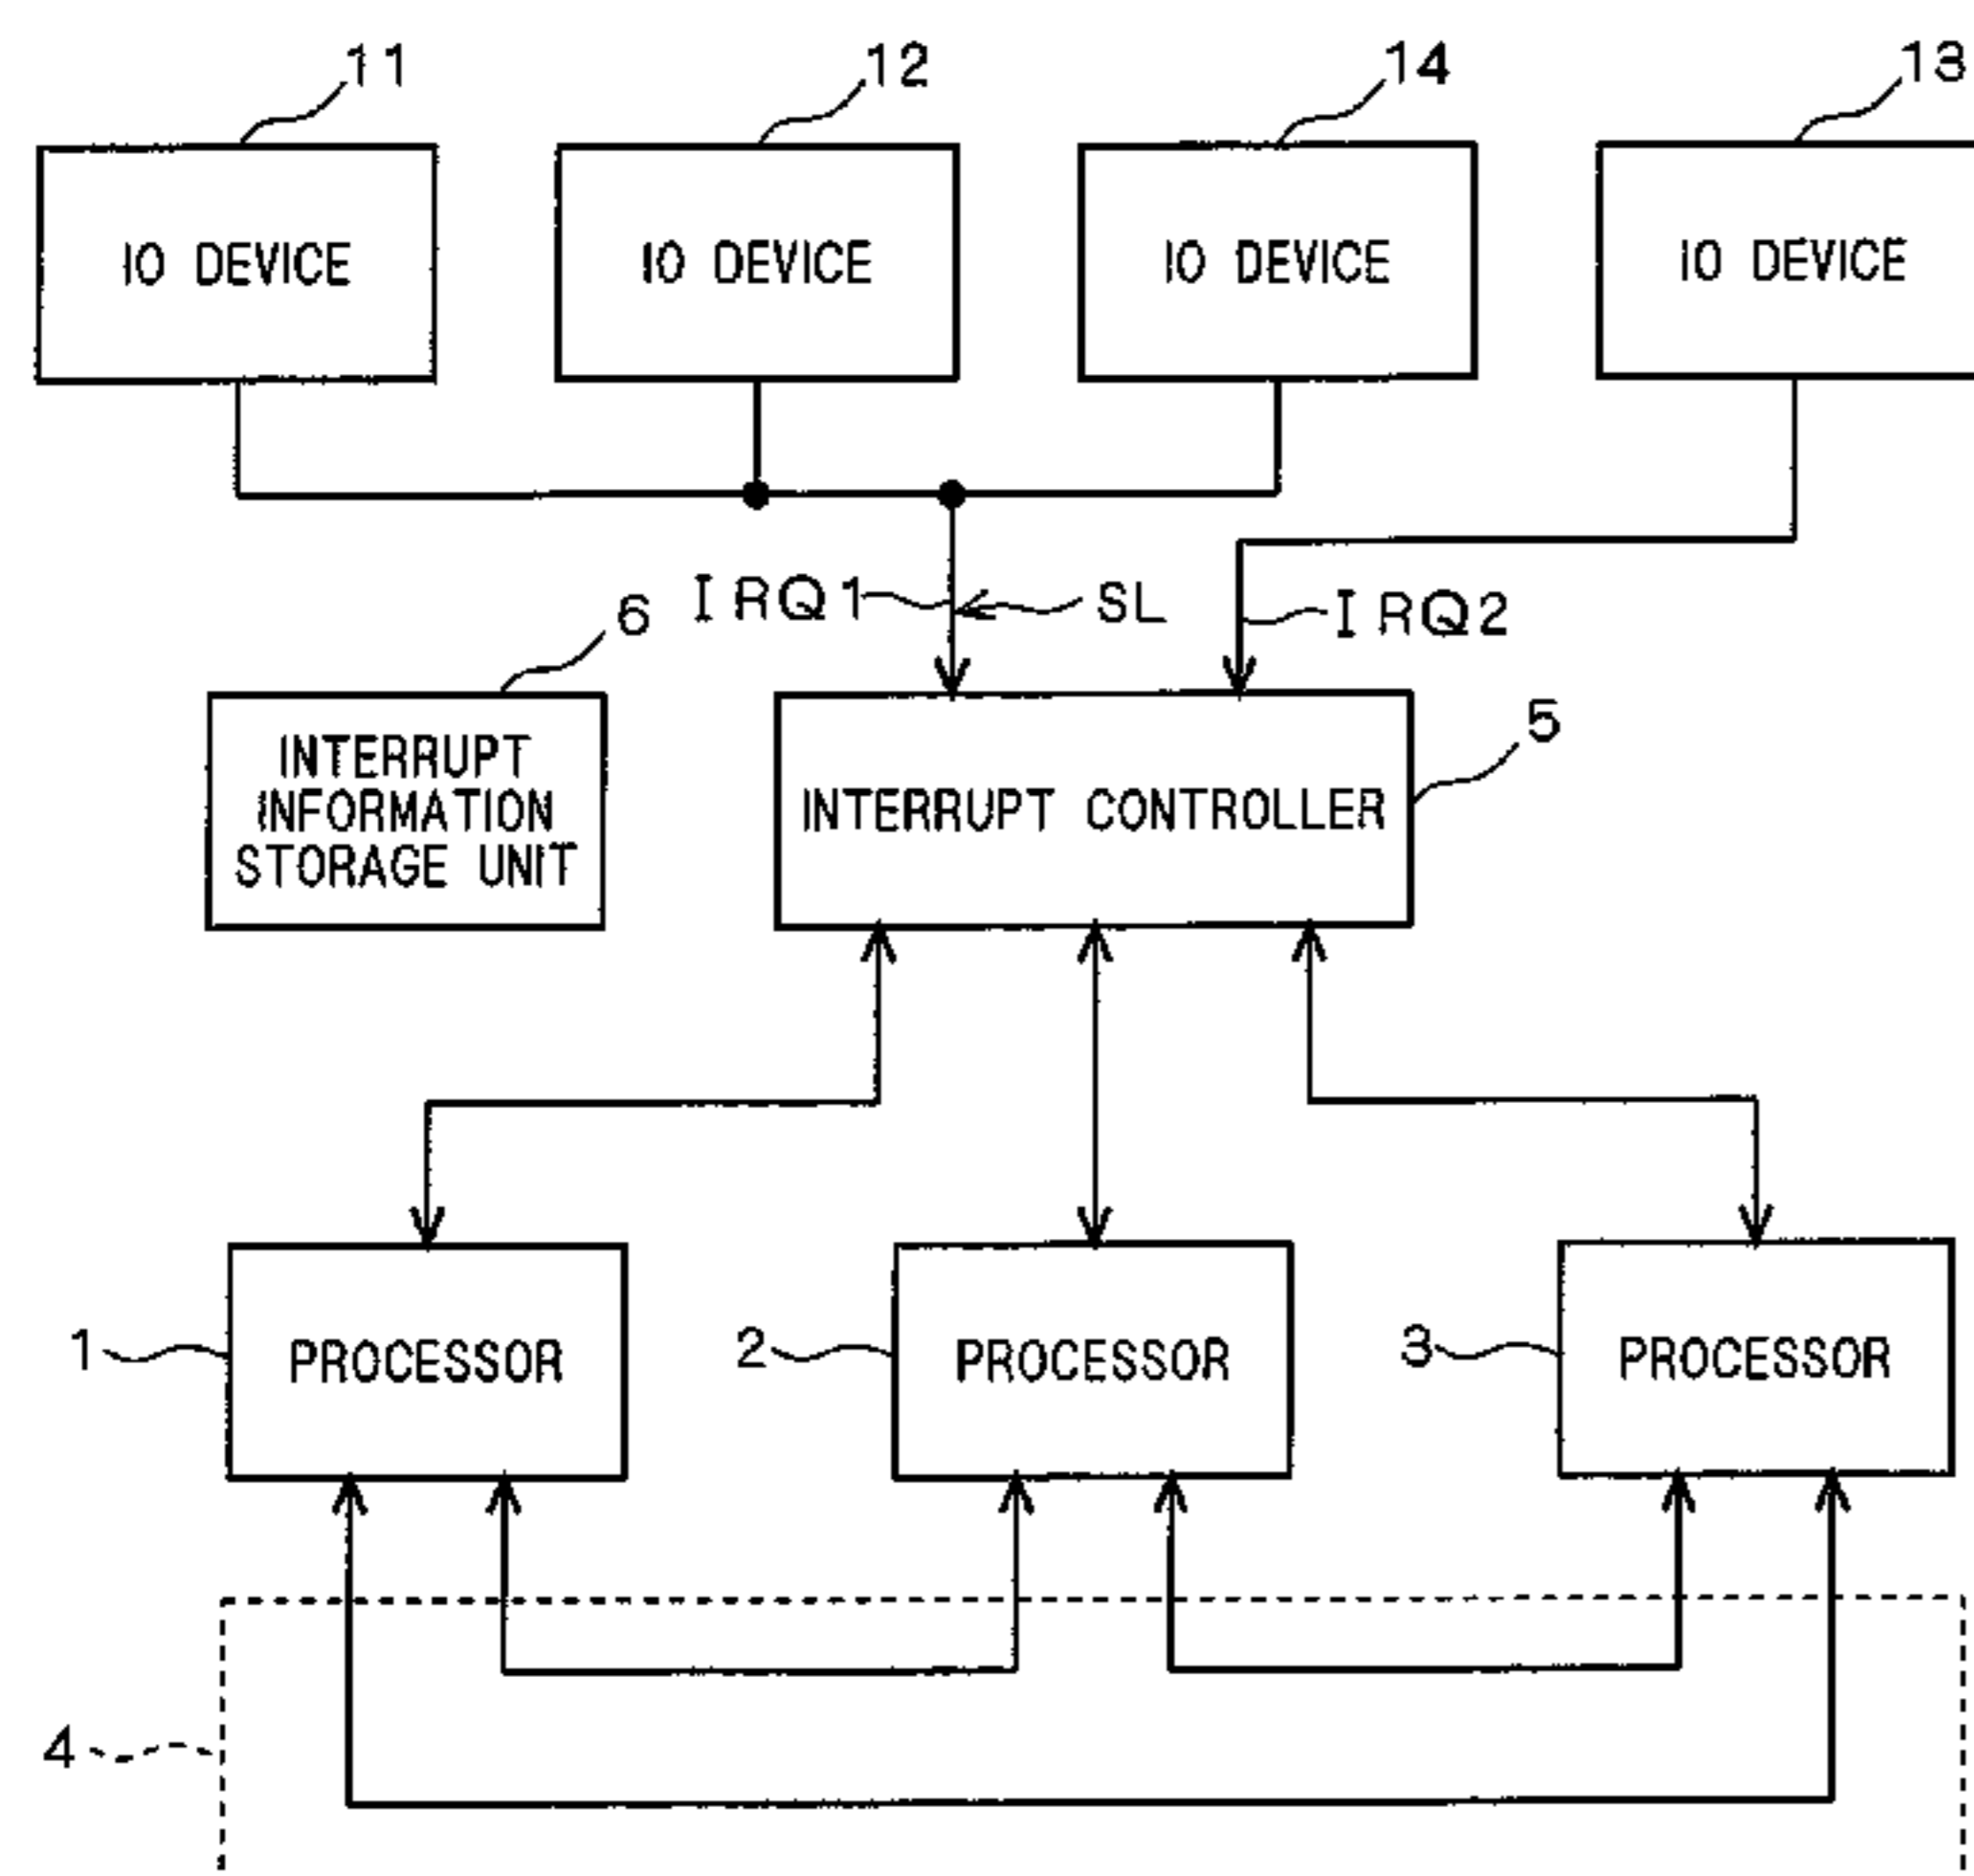 11
12
14
13
IO DEVICE
IO DEVICE
IO DEVICE
IO DEVICE
IRQ1
SL
IRQ2
6
INTERRUPT
INFORMATION
STORAGE UNIT
INTERRUPT CONTROLLER
5
1
PROCESSOR
2
PROCESSOR
3
PROCESSOR
4